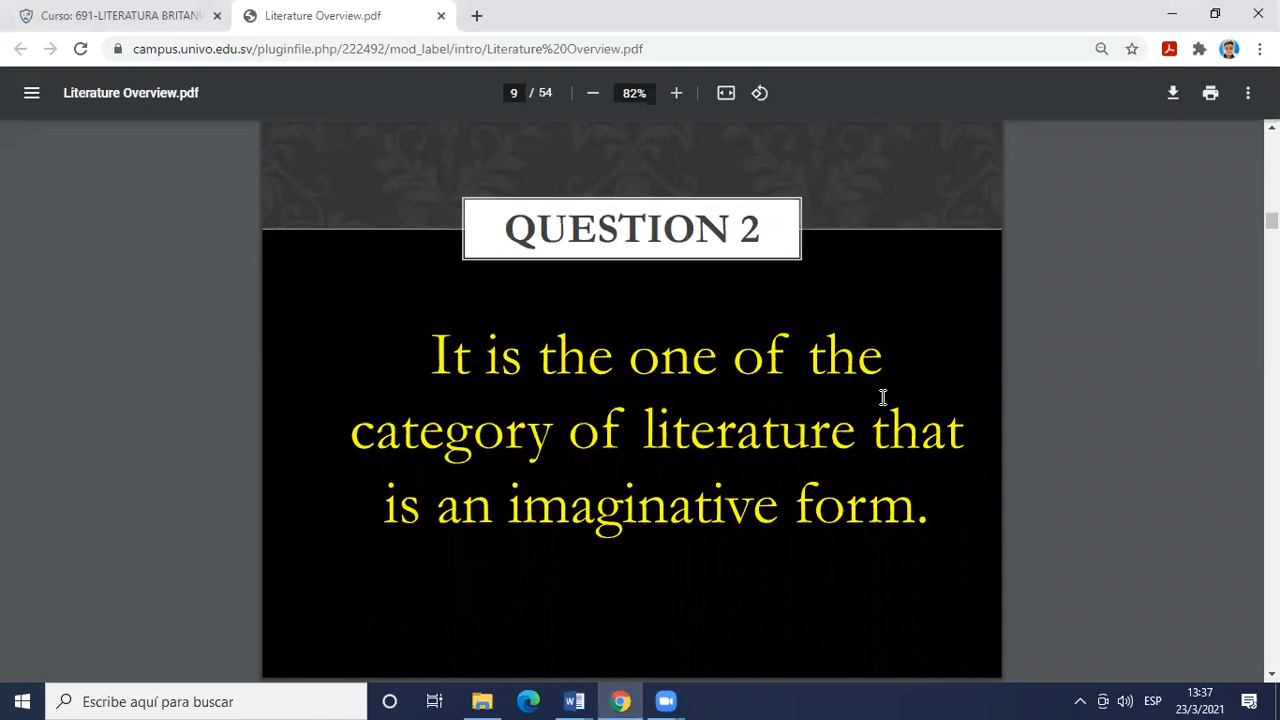 Curso: 691-LITERATURA BRITANI
Literature Overview.pdf
campus.univo.edu.sv/pluginfile.php/222492/mod_label/intro/Literature%20Overview.pdf
Literature Overview.pdf
9 / 54
82%
QUESTION 2
It is the one of the
category of literature that
is an imaginative form.
Escribe aquí para buscar
ESP
13:37
23/3/2021